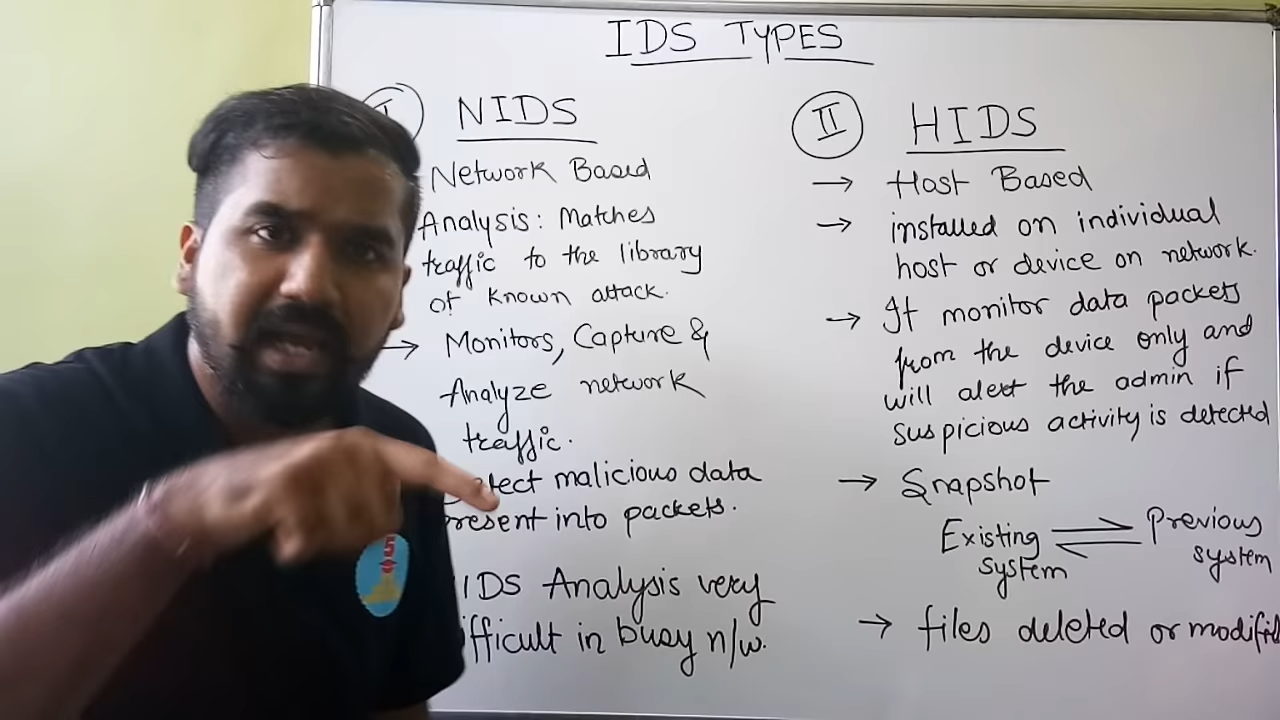 IDS TYPES
I NIDS
Network Based
Analysis: Matches
traffic to the library
of known attack.
→ Monitors, Capture &
Analyze network
traffic.
malicious data
into packets.
IDS Analysis very
in busy n/w.
II HIDS
→ Host Based
→ installed on individual
host or device on network.
→ It monitor data packets
from the device only and
will alert the admin if
suspicious activity is detected
→ Snapshot
Existing ⇌ Previous
system system
→ files deleted or modifi